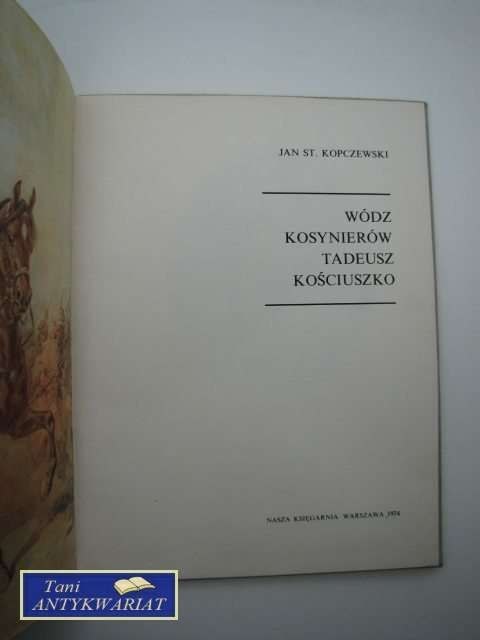 JAN ST. KOPCZEWSKI
WÓDZ
KOSYNIERÓW
TADEUSZ
KOŚCIUSZKO
NASZA KSIĘGARNIA WARSZAWA 1974
Tani
ANTYKWARIAT